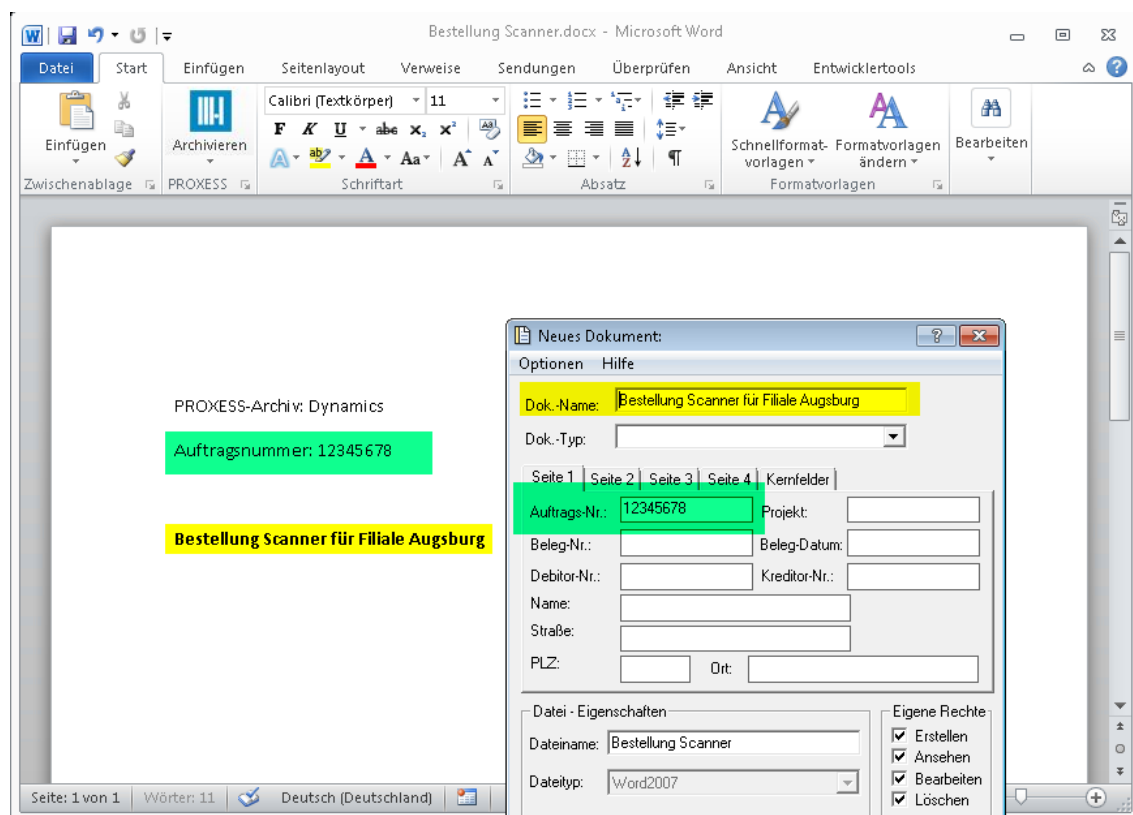 W
Bestellung Scanner.docx - Microsoft Word
Datei Start Einfügen Seitenlayout Verweise Sendungen Überprüfen Ansicht Entwicklertools
Einfügen
Zwischenablage
Archivieren
PROXESS
Calibri (Textkörper) 11
F K U abc x₂ x²
A ab A Aa A A
Schriftart
Absatz
Schnellformat-vorlagen
Formatvorlagen ändern
Formatvorlagen
Bearbeiten
PROXESS-Archiv: Dynamics
Auftragsnummer: 12345678
Bestellung Scanner für Filiale Augsburg
Neues Dokument:
Optionen Hilfe
Dok.-Name: Bestellung Scanner für Filiale Augsburg
Dok.-Typ:
Seite 1 Seite 2 Seite 3 Seite 4 Kernfelder
Auftrags-Nr.: 12345678 Projekt:
Beleg-Nr.: Beleg-Datum:
Debitor-Nr.: Kreditor-Nr.:
Name:
Straße:
PLZ: Ort:
Datei - Eigenschaften
Dateiname: Bestellung Scanner
Dateityp: Word2007
Eigene Rechte
Erstellen
Ansehen
Bearbeiten
Löschen
Seite: 1 von 1 Wörter: 11 Deutsch (Deutschland)